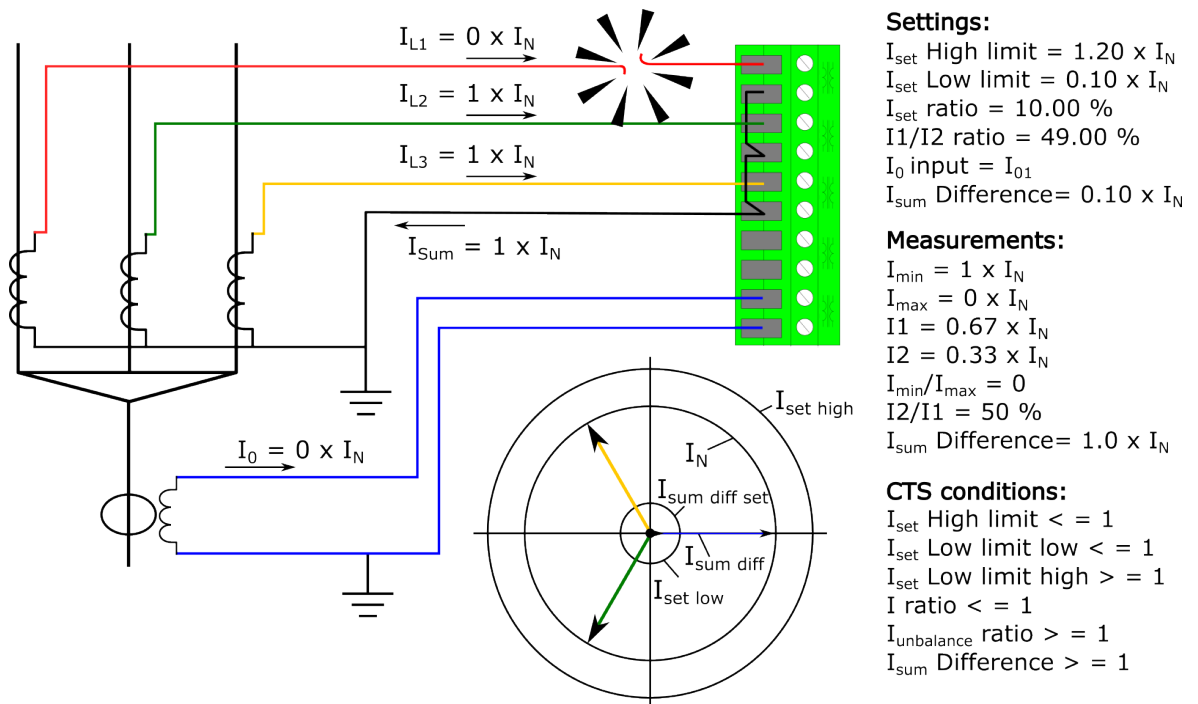 I_L1 = 0 x I_N
I_L2 = 1 x I_N
I_L3 = 1 x I_N
I_Sum = 1 x I_N
I_0 = 0 x I_N
I_set high
I_N
I_sum diff set
I_sum diff
I_set low
Settings:
I_set High limit = 1.20 x I_N
I_set Low limit = 0.10 x I_N
I_set ratio = 10.00 %
I1/I2 ratio = 49.00 %
I_0 input = I_01
I_sum Difference= 0.10 x I_N
Measurements:
I_min = 1 x I_N
I_max = 0 x I_N
I1 = 0.67 x I_N
I2 = 0.33 x I_N
I_min/I_max = 0
I2/I1 = 50 %
I_sum Difference= 1.0 x I_N
CTS conditions:
I_set High limit < = 1
I_set Low limit low < = 1
I_set Low limit high > = 1
I ratio < = 1
I_unbalance ratio > = 1
I_sum Difference > = 1